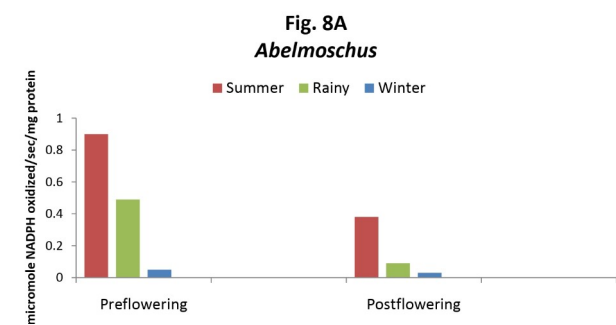 Fig. 8A
Abelmoschus
Summer Rainy Winter
micromole NADPH oxidized/sec/mg protein
1
0.8
0.6
0.4
0.2
0
Preflowering Postflowering